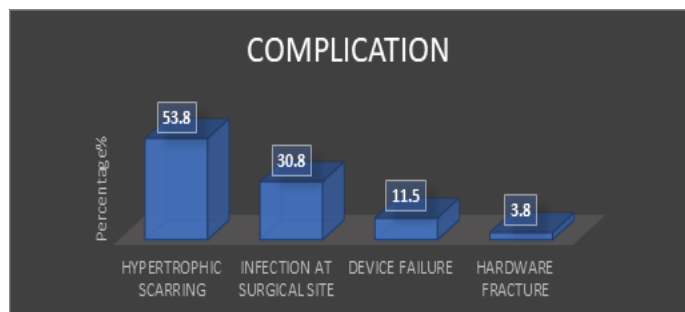 COMPLICATION
Percentage%
53.8
30.8
11.5
3.8
HYPERTROPHIC SCARRING
INFECTION AT SURGICAL SITE
DEVICE FAILURE
HARDWARE FRACTURE